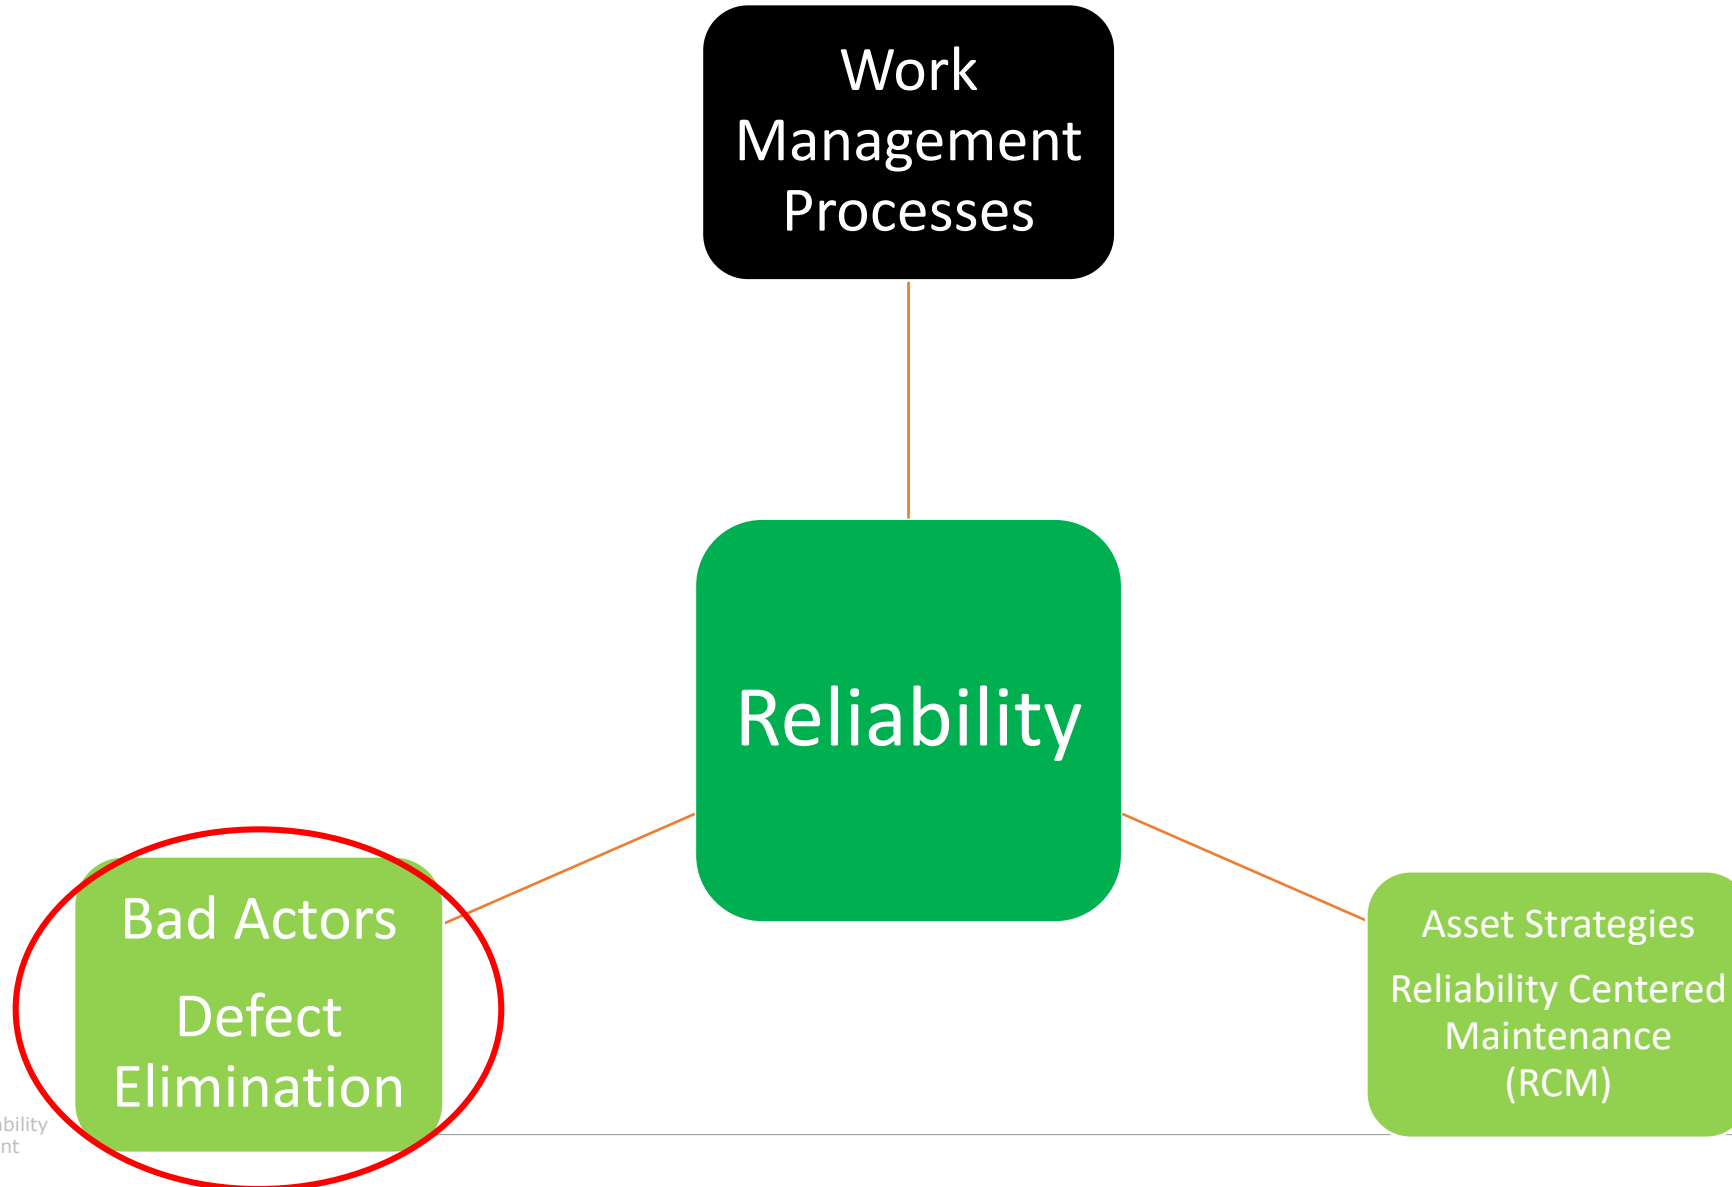 Work
Management
Processes
Reliability
Bad Actors
Defect
Elimination
Asset Strategies
Reliability Centered
Maintenance
(RCM)